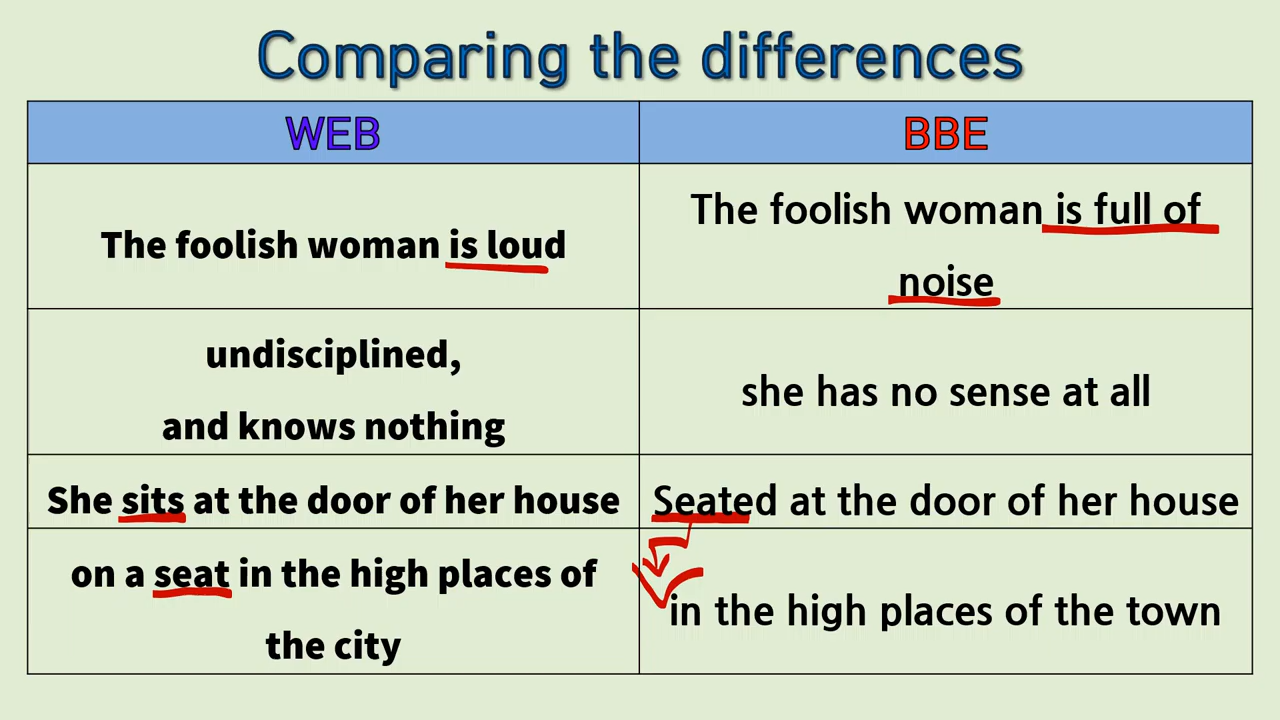 Comparing the differences
WEB
BBE
The foolish woman is loud
The foolish woman is full of
noise
undisciplined,
and knows nothing
she has no sense at all
She sits at the door of her house
Seated at the door of her house
on a seat in the high places of
the city
in the high places of the town